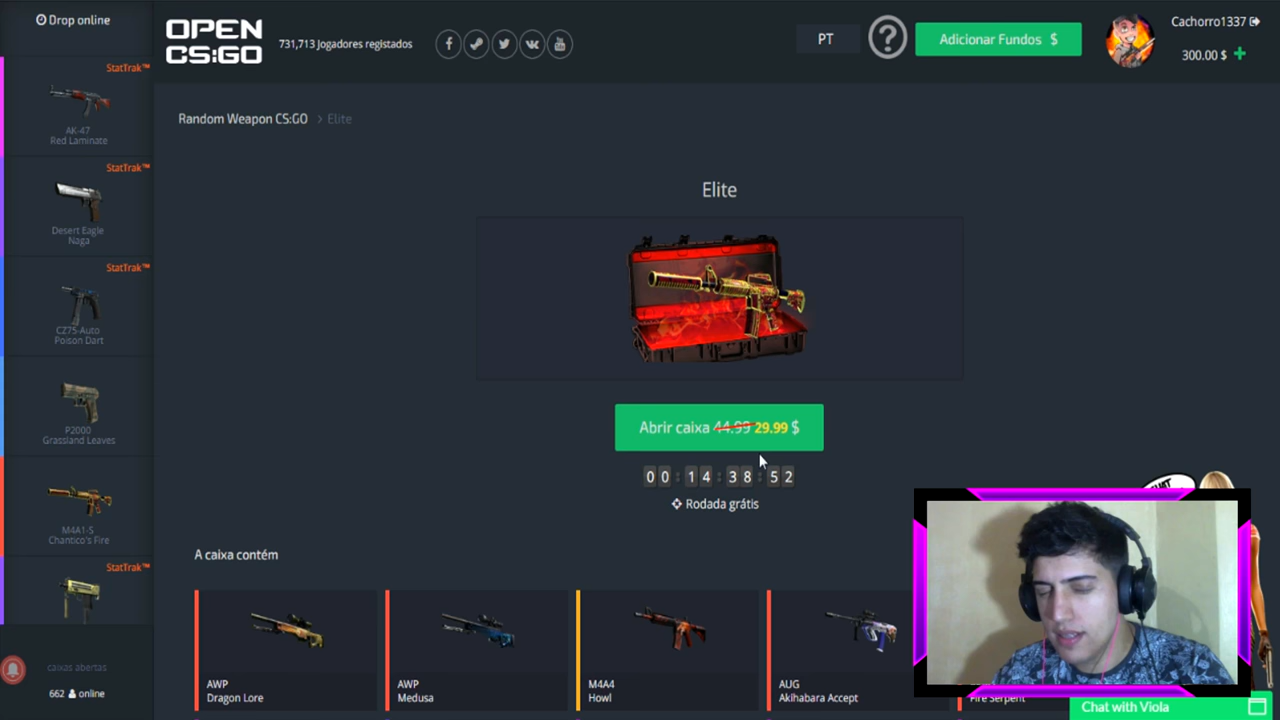 Drop online
StatTrak™
AK-47
Red Laminate
StatTrak™
Desert Eagle
Naga
StatTrak™
CZ75-Auto
Poison Dart
P2000
Grassland Leaves
M4A1-S
Chantico's Fire
StatTrak™
caixas abertas
662 online
OPEN
CS:GO
731,713 Jogadores registados
PT
?
Adicionar Fundos $
Cachorro1337
300.00 $ +
Random Weapon CS:GO > Elite
Elite
Abrir caixa 44.99 29.99 $
00 : 14 : 38 : 52
Rodada grátis
A caixa contém
AWP
Dragon Lore
AWP
Medusa
M4A4
Howl
AUG
Akihabara Accept
Fire Serpent
Chat with Viola